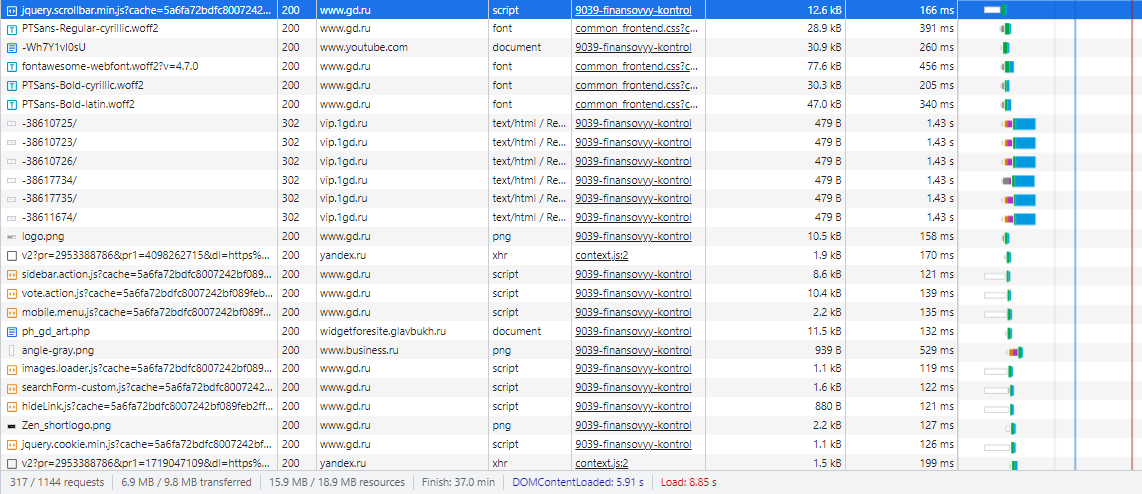 jquery.scrollbar.min.js?cache=5a6fa72bdfc8007242... 200 www.gd.ru script 9039-finansovyy-kontrol 12.6 kB 166 ms
PTSans-Regular-cyrillic.woff2 200 www.gd.ru font common_frontend.css?c... 28.9 kB 391 ms
-Wh7Y1vI0sU 200 www.youtube.com document 9039-finansovyy-kontrol 30.9 kB 260 ms
fontawesome-webfont.woff2?v=4.7.0 200 www.gd.ru font common_frontend.css?c... 77.6 kB 456 ms
PTSans-Bold-cyrillic.woff2 200 www.gd.ru font common_frontend.css?c... 30.3 kB 205 ms
PTSans-Bold-latin.woff2 200 www.gd.ru font common_frontend.css?c... 47.0 kB 340 ms
-38610725/ 302 vip.1gd.ru text/html / Re... 9039-finansovyy-kontrol 479 B 1.43 s
-38610723/ 302 vip.1gd.ru text/html / Re... 9039-finansovyy-kontrol 479 B 1.43 s
-38610726/ 302 vip.1gd.ru text/html / Re... 9039-finansovyy-kontrol 479 B 1.43 s
-38617734/ 302 vip.1gd.ru text/html / Re... 9039-finansovyy-kontrol 479 B 1.43 s
-38617735/ 302 vip.1gd.ru text/html / Re... 9039-finansovyy-kontrol 479 B 1.43 s
-38611674/ 302 vip.1gd.ru text/html / Re... 9039-finansovyy-kontrol 479 B 1.43 s
logo.png 200 www.gd.ru png 9039-finansovyy-kontrol 10.5 kB 158 ms
v2?pr=2953388786&pr1=4098262715&dl=https%... 200 yandex.ru xhr context.js:2 1.9 kB 170 ms
sidebar.action.js?cache=5a6fa72bdfc8007242bf089... 200 www.gd.ru script 9039-finansovyy-kontrol 8.6 kB 121 ms
vote.action.js?cache=5a6fa72bdfc8007242bf089feb... 200 www.gd.ru script 9039-finansovyy-kontrol 10.4 kB 139 ms
mobile.menu.js?cache=5a6fa72bdfc8007242bf089fe... 200 www.gd.ru script 9039-finansovyy-kontrol 2.2 kB 135 ms
ph_gd_art.php 200 widgetforesite.glavbukh.ru document 9039-finansovyy-kontrol 11.5 kB 132 ms
angle-gray.png 200 www.business.ru png 9039-finansovyy-kontrol 939 B 529 ms
images.loader.js?cache=5a6fa72bdfc8007242bf089f... 200 www.gd.ru script 9039-finansovyy-kontrol 1.1 kB 119 ms
searchForm-custom.js?cache=5a6fa72bdfc8007242... 200 www.gd.ru script 9039-finansovyy-kontrol 1.6 kB 122 ms
hideLink.js?cache=5a6fa72bdfc8007242bf089feb2ff... 200 www.gd.ru script 9039-finansovyy-kontrol 880 B 121 ms
Zen_shortlogo.png 200 www.gd.ru png 9039-finansovyy-kontrol 2.2 kB 127 ms
jquery.cookie.min.js?cache=5a6fa72bdfc8007242bf... 200 www.gd.ru script 9039-finansovyy-kontrol 1.1 kB 126 ms
v2?pr=2953388786&pr1=1719047109&dl=https%... 200 yandex.ru xhr context.js:2 1.5 kB 199 ms
317 / 1144 requests 6.9 MB / 9.8 MB transferred 15.9 MB / 18.9 MB resources Finish: 37.0 min DOMContentLoaded: 5.91 s Load: 8.85 s